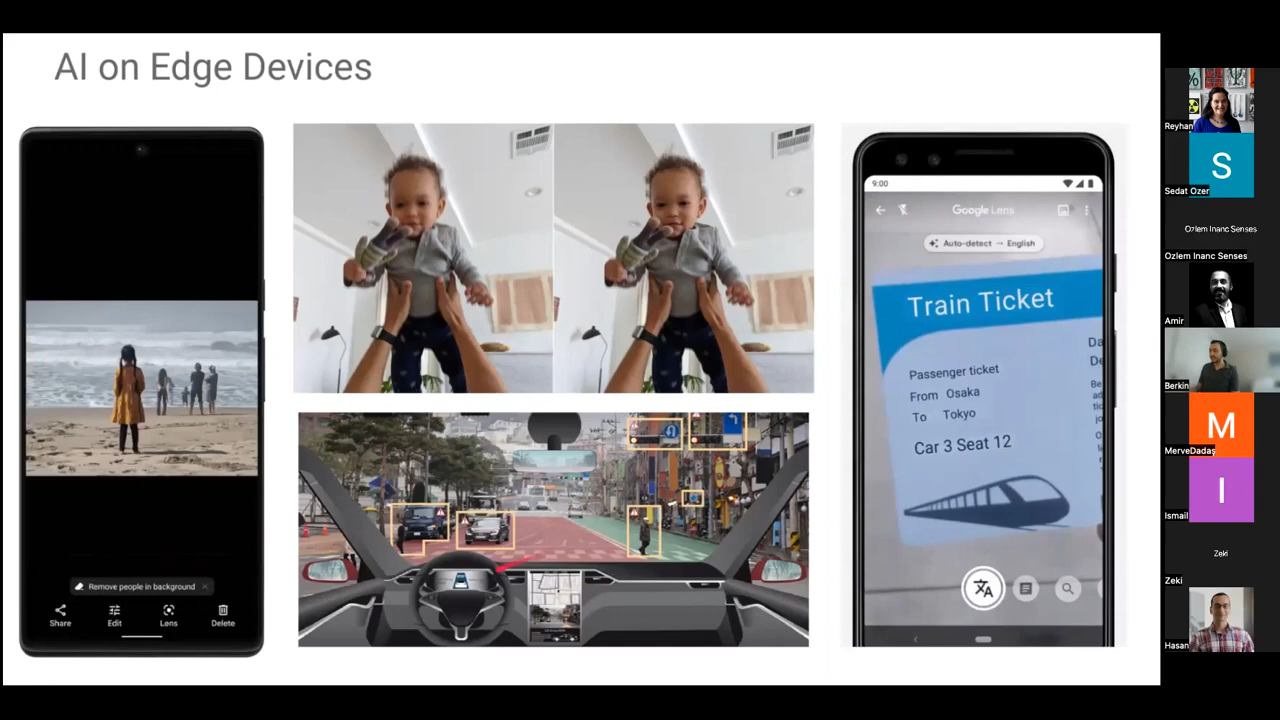 AI on Edge Devices
Remove people in background
Share
Edit
Lens
Delete
9:00
Google Lens
Auto-detect → English
Train Ticket
Passenger ticket
From Osaka
To Tokyo
Car 3 Seat 12
Da
De
Reyhan
S
Sedat Ozer
Ozlem Inanc Senses
Ozlem Inanc Senses
Amir
Berkin
M
MerveDadaş
I
Ismail
Zeki
Zeki
Hasan